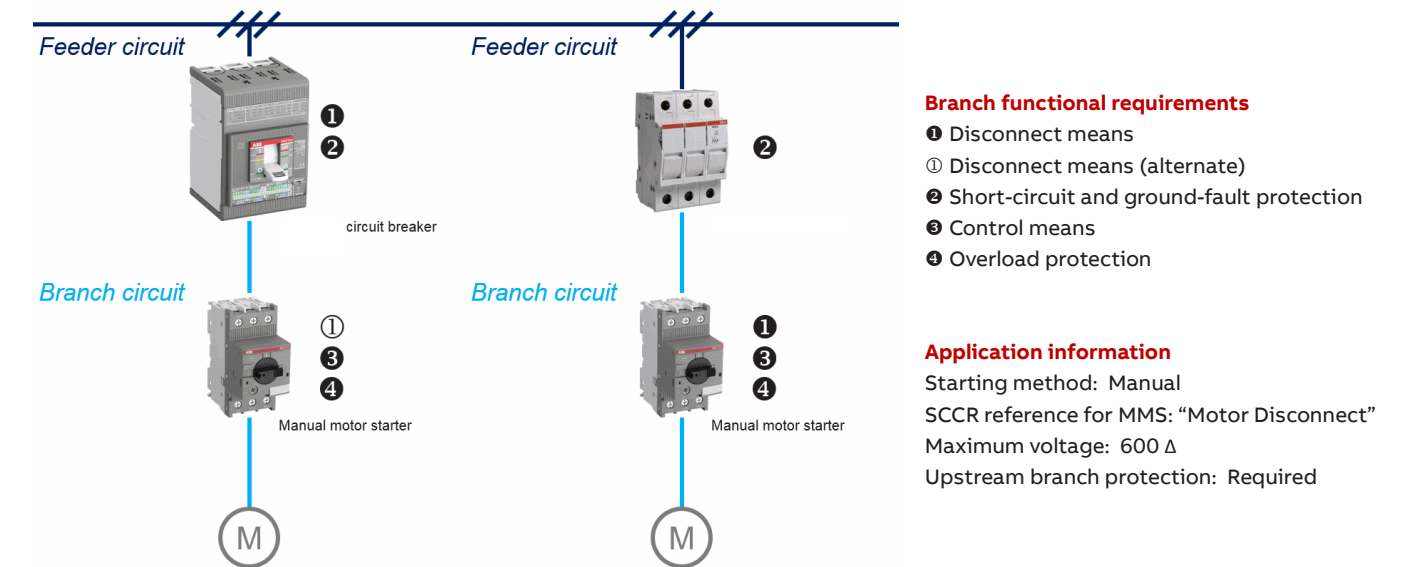 Feeder circuit
❶
❷
circuit breaker
Branch circuit
①
❸
❹
Manual motor starter
M
Feeder circuit
❷
Branch circuit
❶
❸
❹
Manual motor starter
M
Branch functional requirements
❶ Disconnect means
① Disconnect means (alternate)
❷ Short-circuit and ground-fault protection
❸ Control means
❹ Overload protection
Application information
Starting method: Manual
SCCR reference for MMS: “Motor Disconnect”
Maximum voltage: 600 Δ
Upstream branch protection: Required